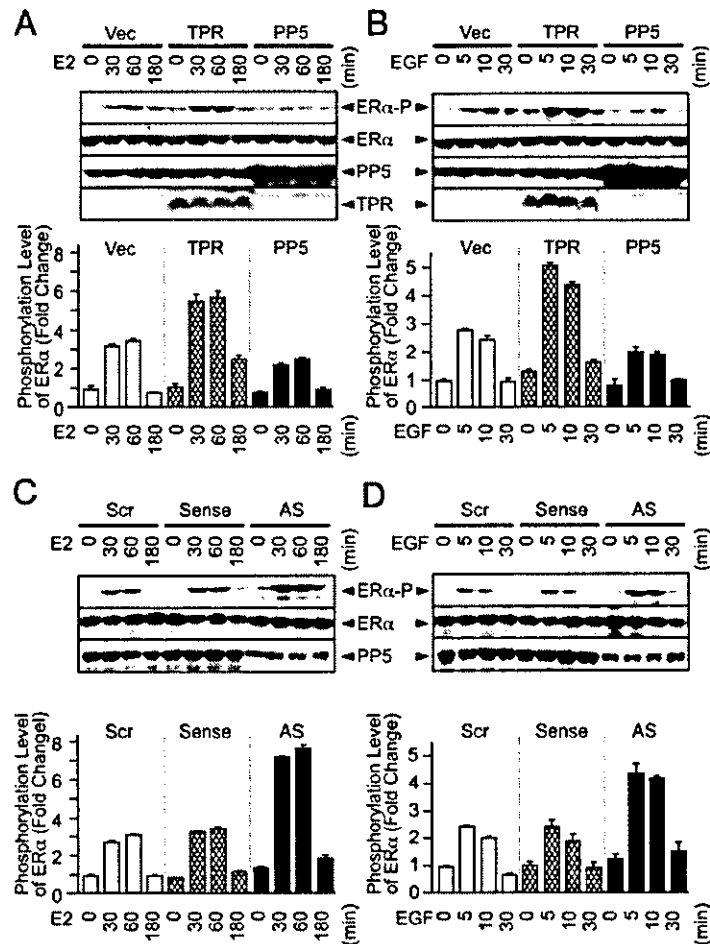 A
Vec TPR PP5
E2 0 30 60 180 0 30 60 180 0 30 60 180 (min)
ERα-P
ERα
PP5
TPR
Vec TPR PP5
Phosphorylation Level
of ERα (Fold Change)
8
6
4
2
0
E2 0 30 60 180 0 30 60 180 0 30 60 180 (min)
B
Vec TPR PP5
EGF 0 5 10 30 0 5 10 30 0 5 10 30 (min)
Vec TPR PP5
Phosphorylation Level
of ERα (Fold Change)
5
4
3
2
1
0
EGF 0 5 10 30 0 5 10 30 0 5 10 30 (min)
C
Scr Sense AS
E2 0 30 60 180 0 30 60 180 0 30 60 180 (min)
ERα-P
ERα
PP5
Scr Sense AS
Phosphorylation Level
of ERα (Fold Changel)
8
6
4
2
0
E2 0 30 60 180 0 30 60 180 0 30 60 180 (min)
D
Scr Sense AS
EGF 0 5 10 30 0 5 10 30 0 5 10 30 (min)
Scr Sense AS
Phosphorylation Level
of ERα (Fold Change)
5
4
3
2
1
0
EGF 0 5 10 30 0 5 10 30 0 5 10 30 (min)